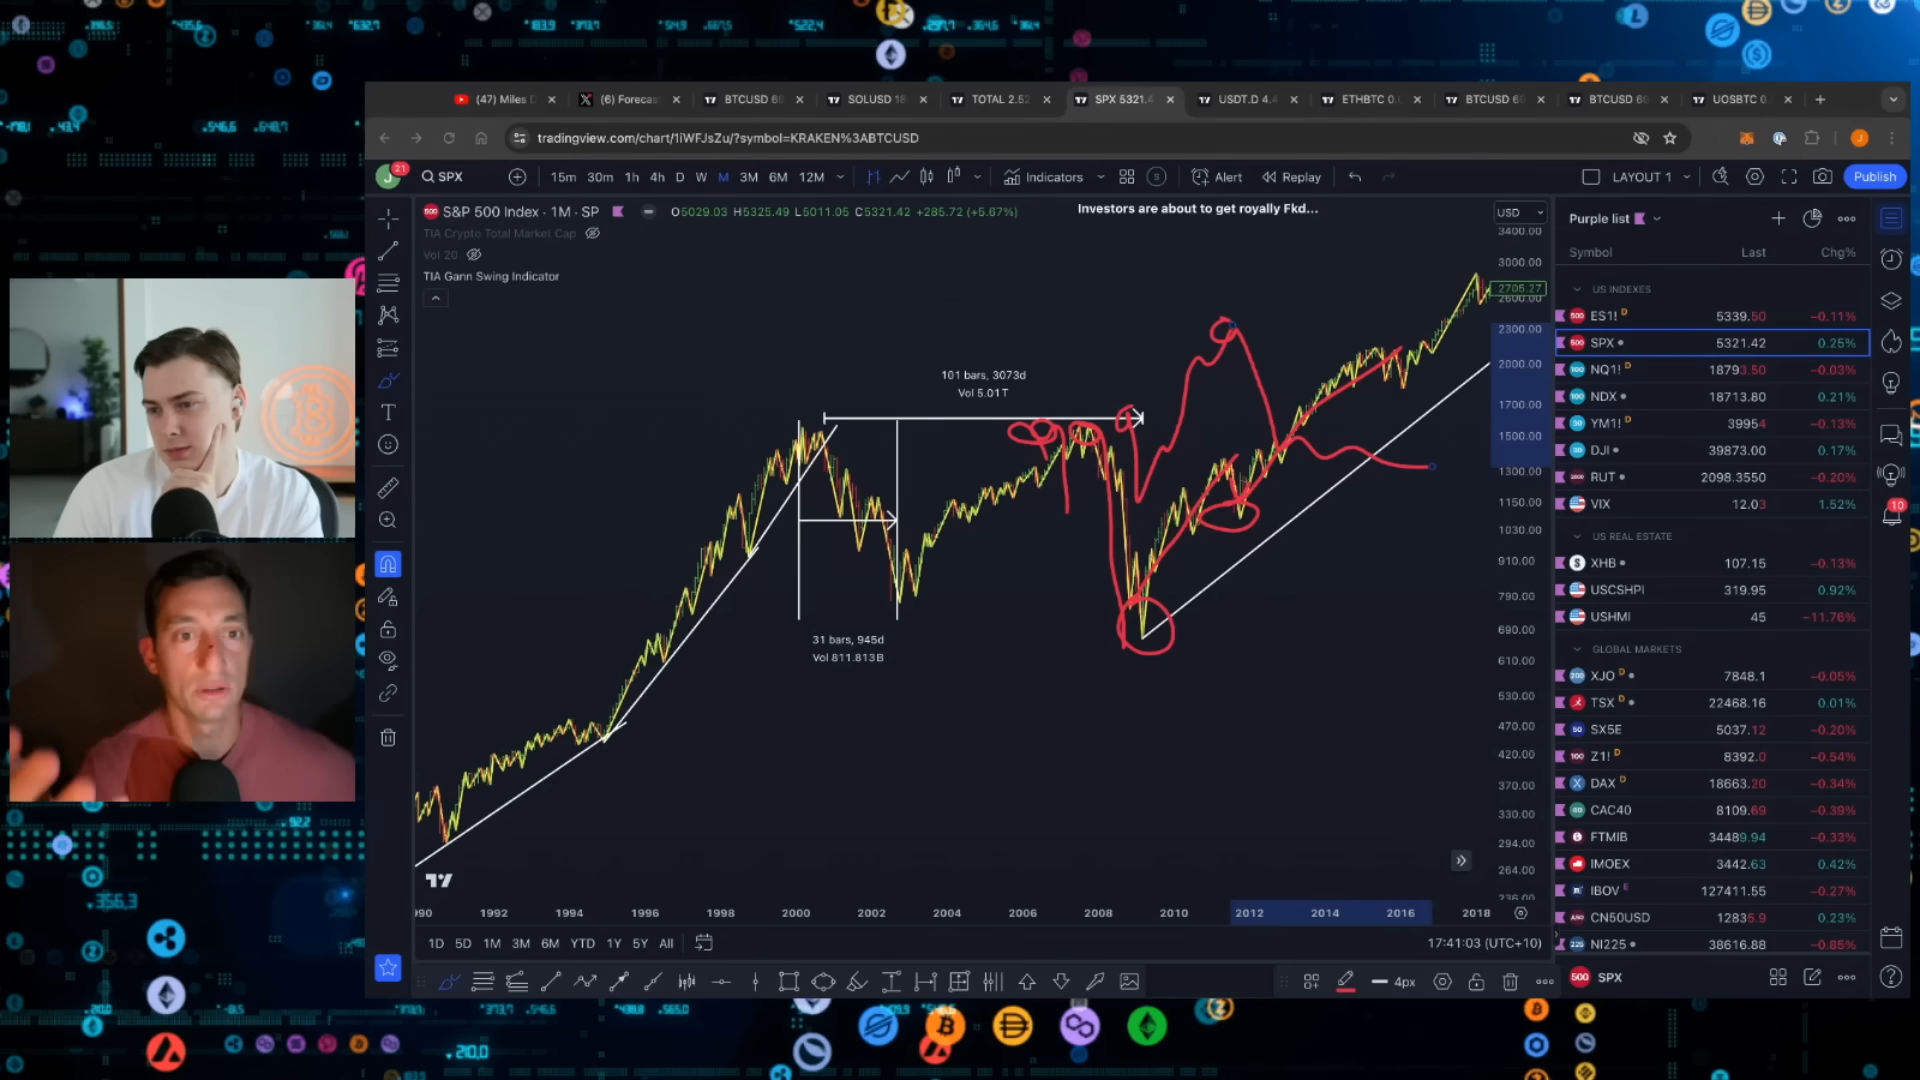 (47) Miles D
(6) Forecas
BTCUSD 6
SOLUSD 18
TOTAL 2.52
SPX 5321.4
USDT.D 4.4
ETHBTC 0.
BTCUSD 6
BTCUSD 6
UOSBTC 0
tradingview.com/chart/1iWFJsZu/?symbol=KRAKEN%3ABTCUSD
J
21
SPX
15m 30m 1h 4h D W M 3M 6M 12M
Indicators
Alert
Replay
LAYOUT 1
Publish
S&P 500 Index · 1M · SP
O5029.03 H5325.49 L5011.05 C5321.42 +285.72 (+5.67%)
TIA Crypto Total Market Cap
Vol 20
TIA Gann Swing Indicator
Investors are about to get royally Fkd...
USD
101 bars, 3073d
Vol 5.01T
31 bars, 945d
Vol 811.813B
3400.00
3000.00
2705.27
2600.00
2300.00
2000.00
1700.00
1500.00
1300.00
1150.00
1030.00
910.00
790.00
690.00
610.00
530.00
470.00
420.00
370.00
330.00
294.00
264.00
236.00
990 1992 1994 1996 1998 2000 2002 2004 2006 2008 2010 2012 2014 2016 2018
1D 5D 1M 3M 6M YTD 1Y 5Y All
17:41:03 (UTC+10)
4px
Purple list
Symbol Last Chg%
US INDEXES
ES1! D 5339.50 −0.11%
SPX 5321.42 0.25%
NQ1! D 18793.50 −0.03%
NDX 18713.80 0.21%
YM1! D 39954 −0.13%
DJI 39873.00 0.17%
RUT 2098.3550 −0.20%
VIX 12.03 1.52%
US REAL ESTATE
XHB 107.15 −0.13%
USCSHPI 319.95 0.92%
USHMI 45 −11.76%
GLOBAL MARKETS
XJO D 7848.1 −0.05%
TSX D 22468.16 0.01%
SX5E 5037.12 −0.20%
Z1! D 8392.0 −0.54%
DAX D 18663.20 −0.34%
CAC40 8109.69 −0.39%
FTMIB 34489.94 −0.33%
IMOEX 3442.63 0.42%
IBOV E 127411.55 −0.27%
CN50USD 12835.9 0.23%
NI225 38616.88 −0.85%
SPX
10